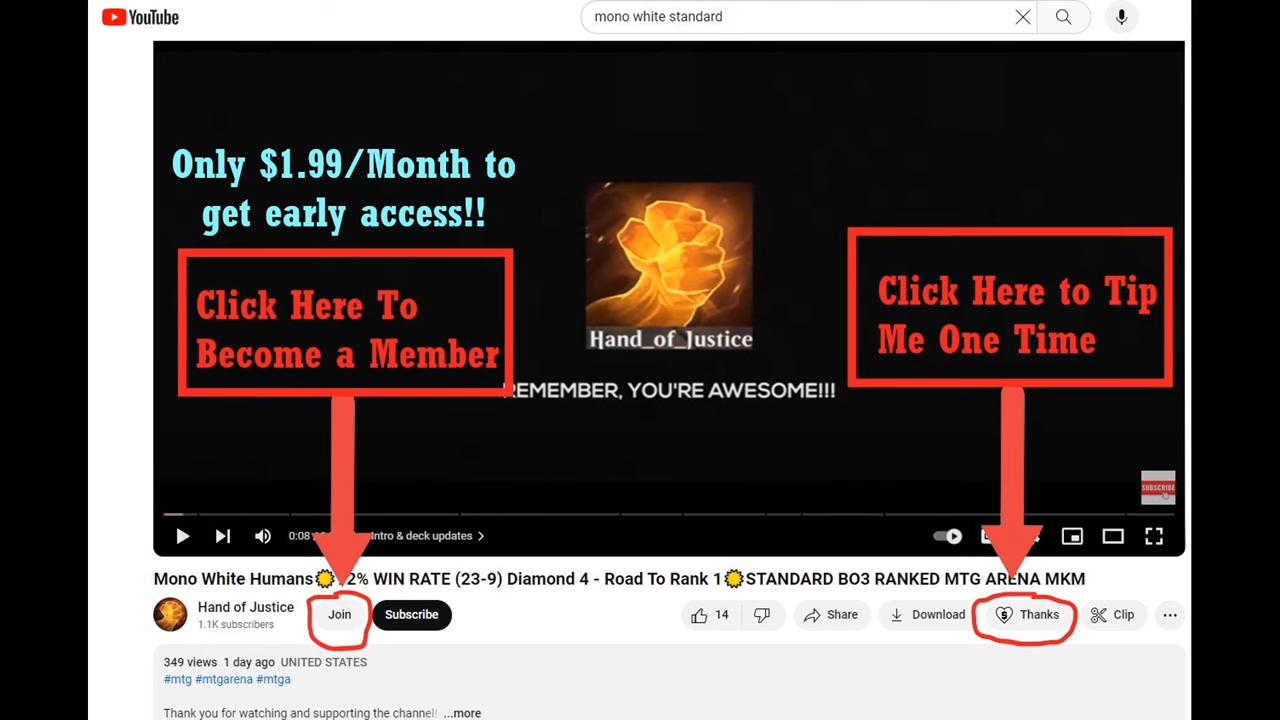 YouTube
mono white standard
Only $1.99/Month to
get early access!!
Click Here To
Become a Member
Click Here to Tip
Me One Time
Hand_of_Justice
REMEMBER, YOU'RE AWESOME!!!
SUBSCRIBE
0:08
Intro & deck updates
Mono White Humans 2% WIN RATE (23-9) Diamond 4 - Road To Rank 1 STANDARD BO3 RANKED MTG ARENA MKM
Hand of Justice
1.1K subscribers
Join
Subscribe
14
Share
Download
Thanks
Clip
349 views 1 day ago UNITED STATES
#mtg #mtgarena #mtga
Thank you for watching and supporting the channel! ...more